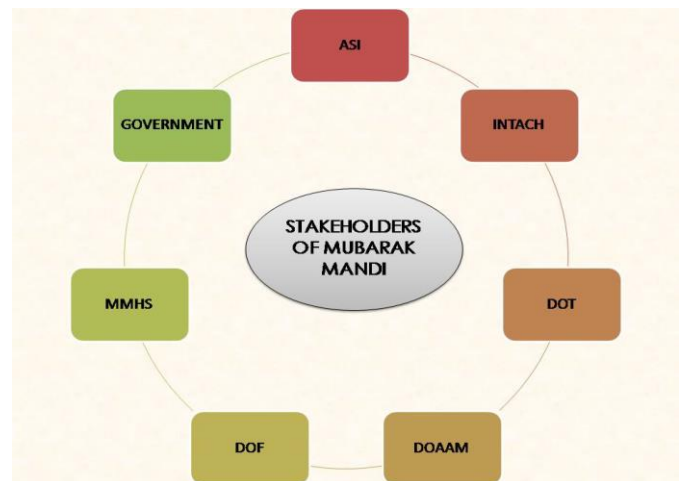 ASI
GOVERNMENT
INTACH
STAKEHOLDERS
OF MUBARAK
MANDI
MMHS
DOT
DOF
DOAAM